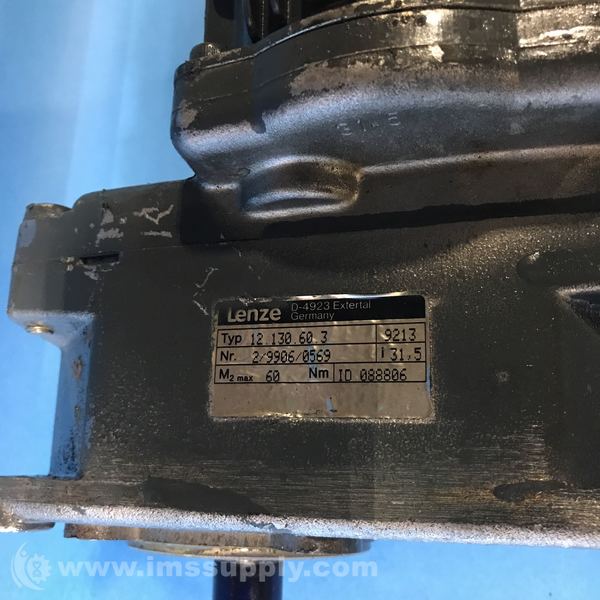 Lenze D-4923 Extertal
Germany
Typ 12.130.60.3 9213
Nr. 2/9906/0569 i 31,5
M2 max 60 Nm ID 088806
www.imssupply.com